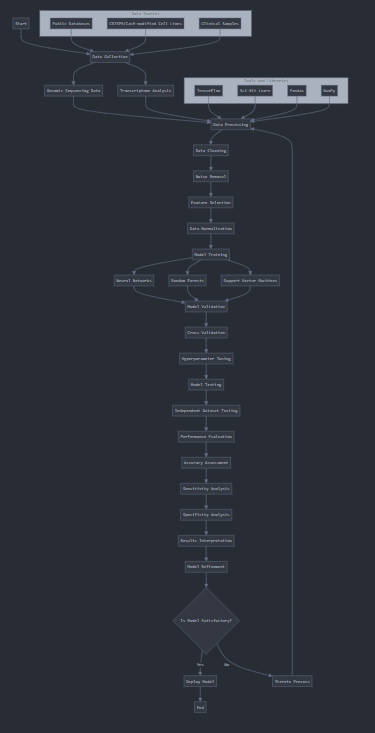 Data Sources
Start
Public Databases
CRISPR/Cas9-modified Cell Lines
Clinical Samples
Data Collection
Genomic Sequencing Data
Transcriptome Analysis
Tools and Libraries
TensorFlow
Scikit-learn
Pandas
NumPy
Data Processing
Data Cleaning
Noise Removal
Feature Selection
Data Normalization
Model Training
Neural Networks
Random Forests
Support Vector Machines
Model Validation
Cross-Validation
Hyperparameter Tuning
Model Testing
Independent Dataset Testing
Performance Evaluation
Accuracy Assessment
Sensitivity Analysis
Specificity Analysis
Results Interpretation
Model Refinement
Is Model Satisfactory?
Yes
No
Deploy Model
Iterate Process
End